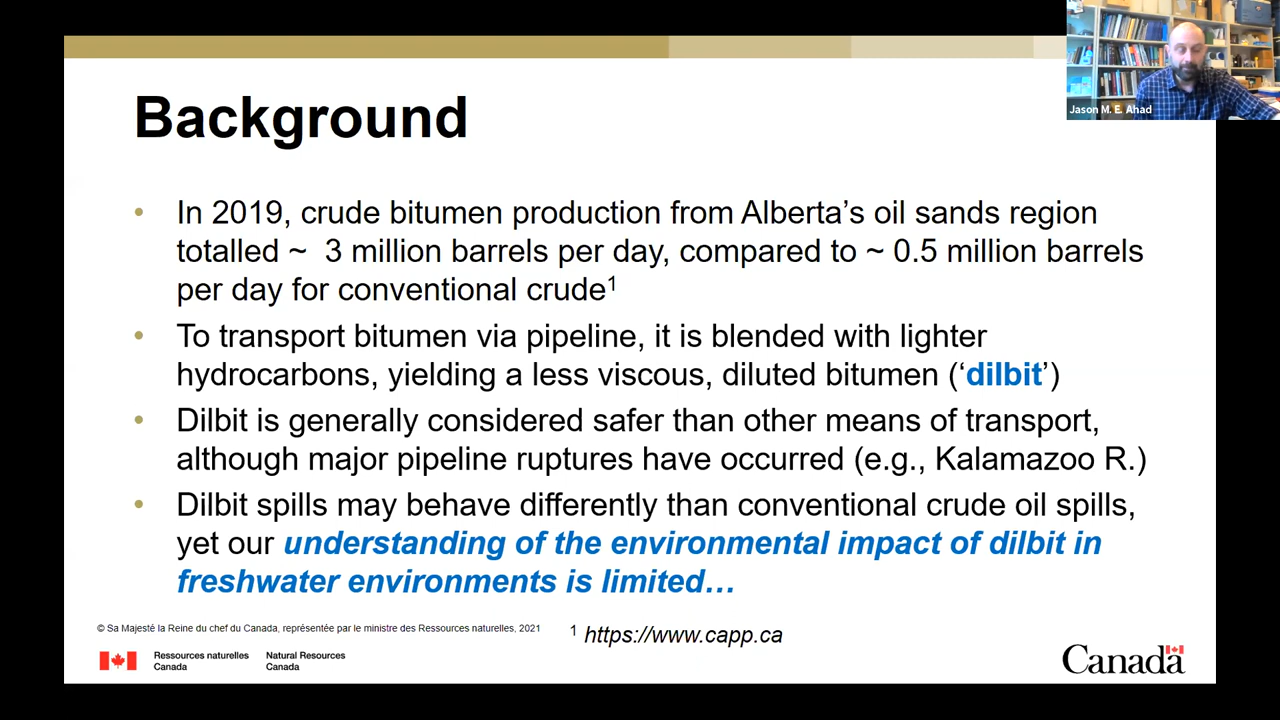 Jason M. E. Ahad
Background
• In 2019, crude bitumen production from Alberta’s oil sands region
totalled ~ 3 million barrels per day, compared to ~ 0.5 million barrels
per day for conventional crude¹
• To transport bitumen via pipeline, it is blended with lighter
hydrocarbons, yielding a less viscous, diluted bitumen (‘dilbit’)
• Dilbit is generally considered safer than other means of transport,
although major pipeline ruptures have occurred (e.g., Kalamazoo R.)
• Dilbit spills may behave differently than conventional crude oil spills,
yet our understanding of the environmental impact of dilbit in
freshwater environments is limited…
© Sa Majesté la Reine du chef du Canada, représentée par le ministre des Ressources naturelles, 2021
¹ https://www.capp.ca
Ressources naturelles
Canada
Natural Resources
Canada
Canada